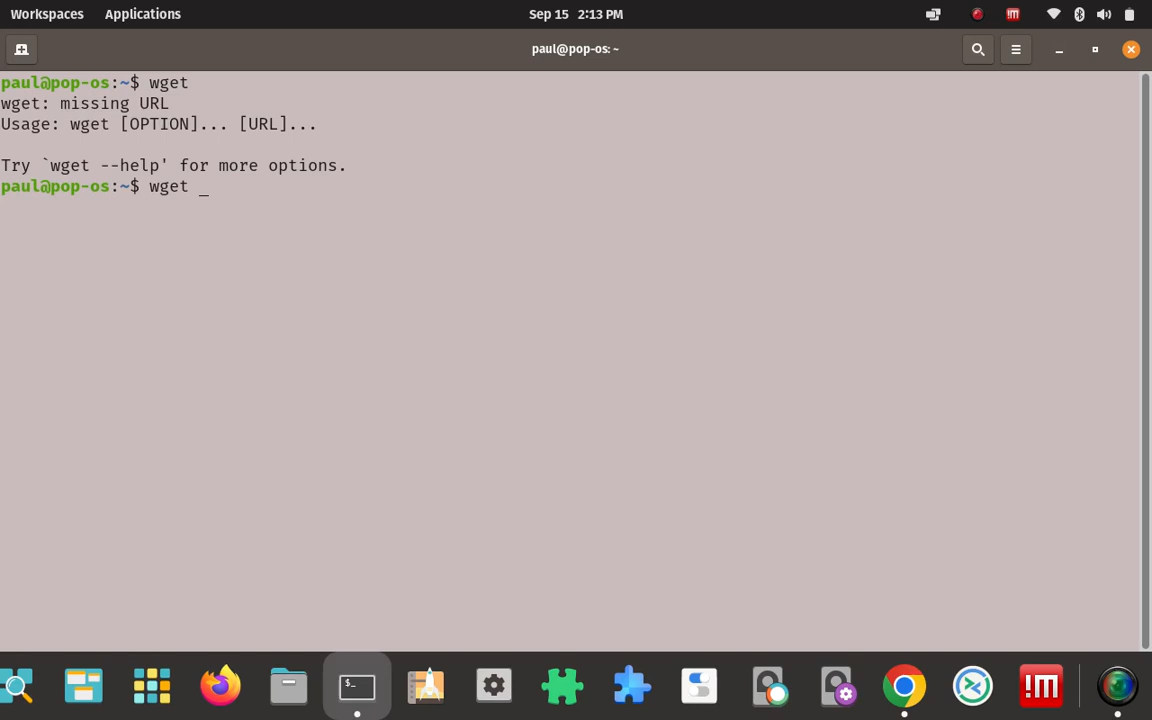 Workspaces Applications Sep 15 2:13 PM !M
paul@pop-os: ~
paul@pop-os:~$ wget
wget: missing URL
Usage: wget [OPTION]... [URL]...
Try `wget --help' for more options.
paul@pop-os:~$ wget _
$_ !M